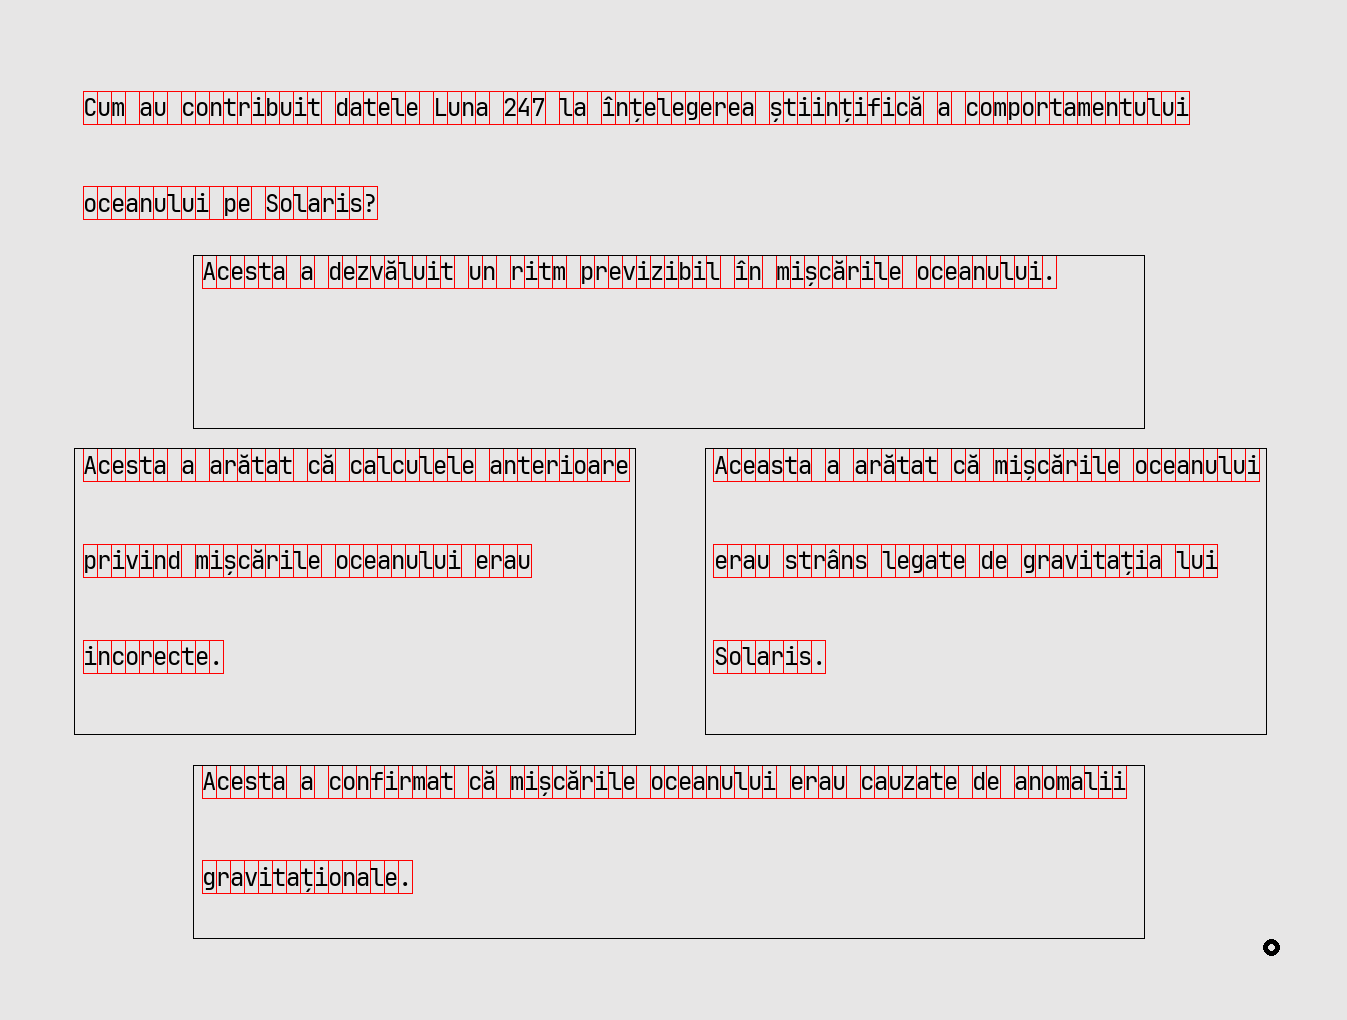 Cum au contribuit datele Luna 247 la înțelegerea științifică a comportamentului
oceanului pe Solaris?
Acesta a dezvăluit un ritm previzibil în mișcările oceanului.
Acesta a arătat că calculele anterioare
privind mișcările oceanului erau
incorecte.
Aceasta a arătat că mișcările oceanului
erau strâns legate de gravitația lui
Solaris.
Acesta a confirmat că mișcările oceanului erau cauzate de anomalii
gravitaționale.